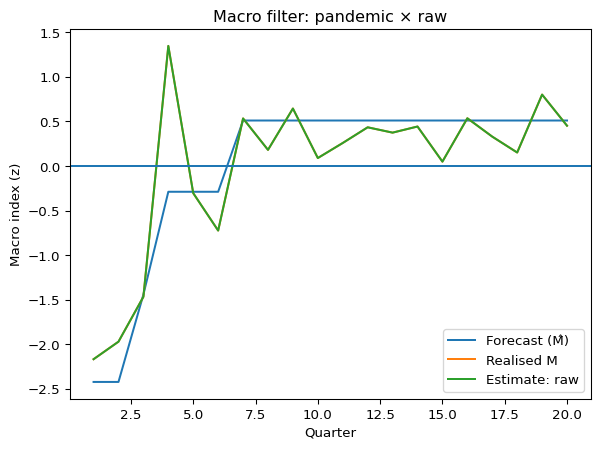 Macro filter: pandemic × raw
Macro index (z)
1.5
1.0
0.5
0.0
−0.5
−1.0
−1.5
−2.0
−2.5
Forecast (M̂)
Realised M
Estimate: raw
2.5 5.0 7.5 10.0 12.5 15.0 17.5 20.0
Quarter